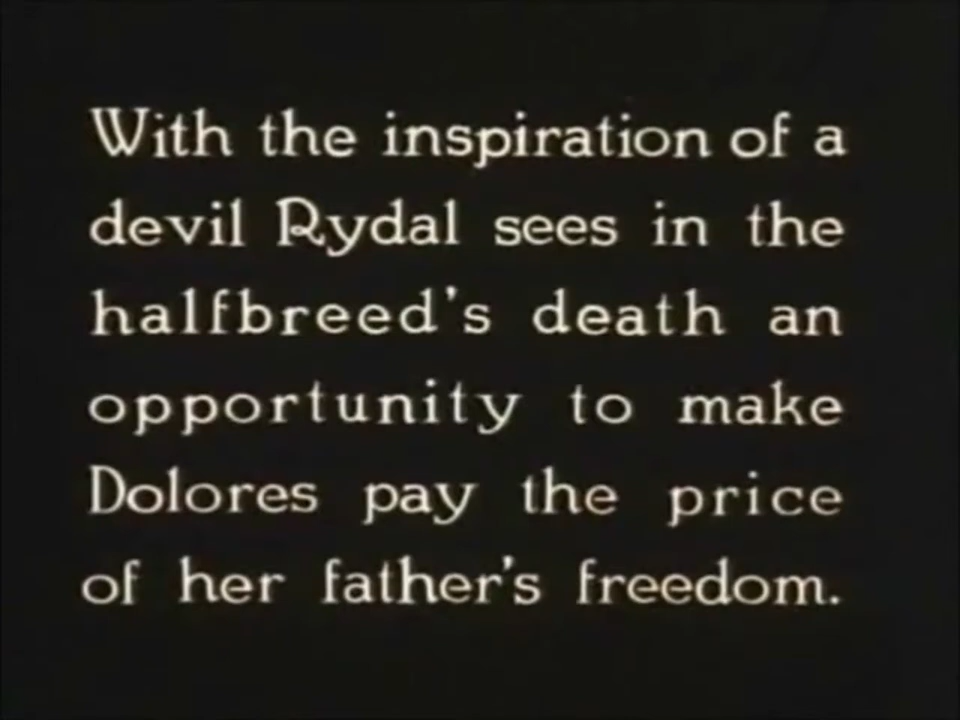 With the inspiration of a
devil Rydal sees in the
halfbreed's death an
opportunity to make
Dolores pay the price
of her father's freedom.